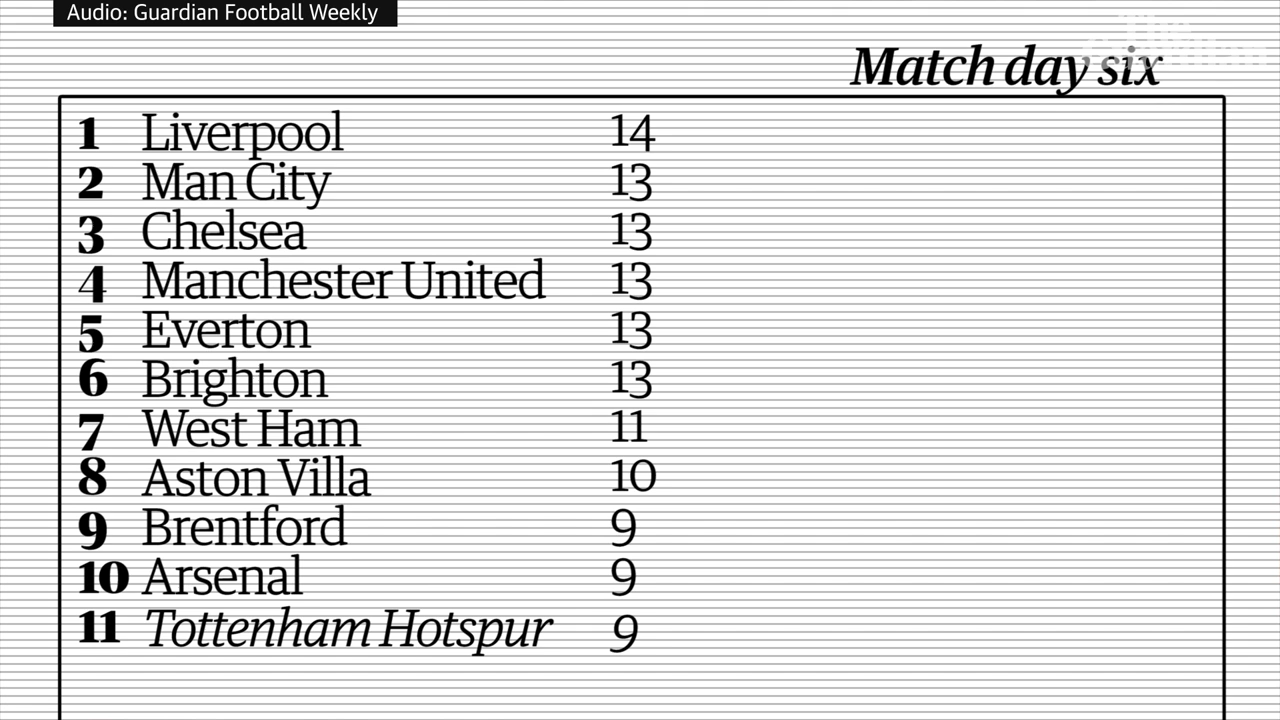 Audio: Guardian Football Weekly
Match day six
1 Liverpool 14
2 Man City 13
3 Chelsea 13
4 Manchester United 13
5 Everton 13
6 Brighton 13
7 West Ham 11
8 Aston Villa 10
9 Brentford 9
10 Arsenal 9
11 Tottenham Hotspur 9